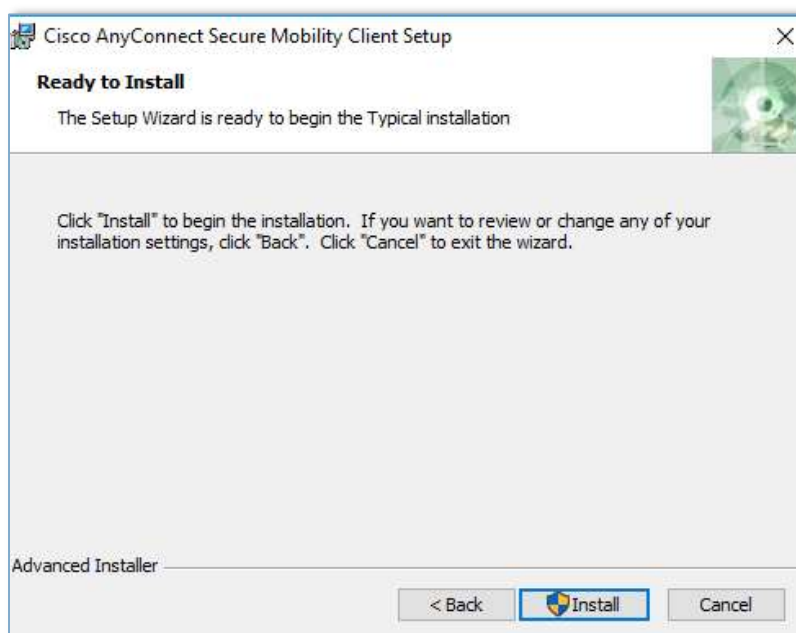 Cisco AnyConnect Secure Mobility Client Setup
Ready to Install
The Setup Wizard is ready to begin the Typical installation
Click "Install" to begin the installation.  If you want to review or change any of your
installation settings, click "Back".  Click "Cancel" to exit the wizard.
Advanced Installer
< Back
Install
Cancel